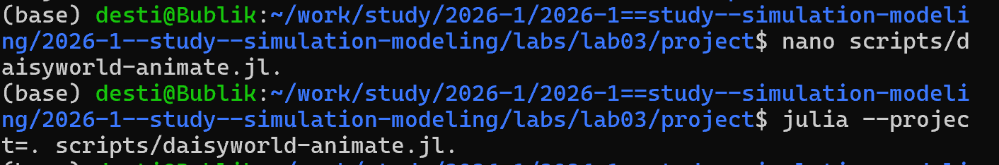 (base) desti@Bublik:~/work/study/2026-1/2026-1==study--simulation-modeli
ng/2026-1--study--simulation-modeling/labs/lab03/project$ nano scripts/d
aisyworld-animate.jl.
(base) desti@Bublik:~/work/study/2026-1/2026-1==study--simulation-modeli
ng/2026-1--study--simulation-modeling/labs/lab03/project$ julia --projec
t=. scripts/daisyworld-animate.jl.